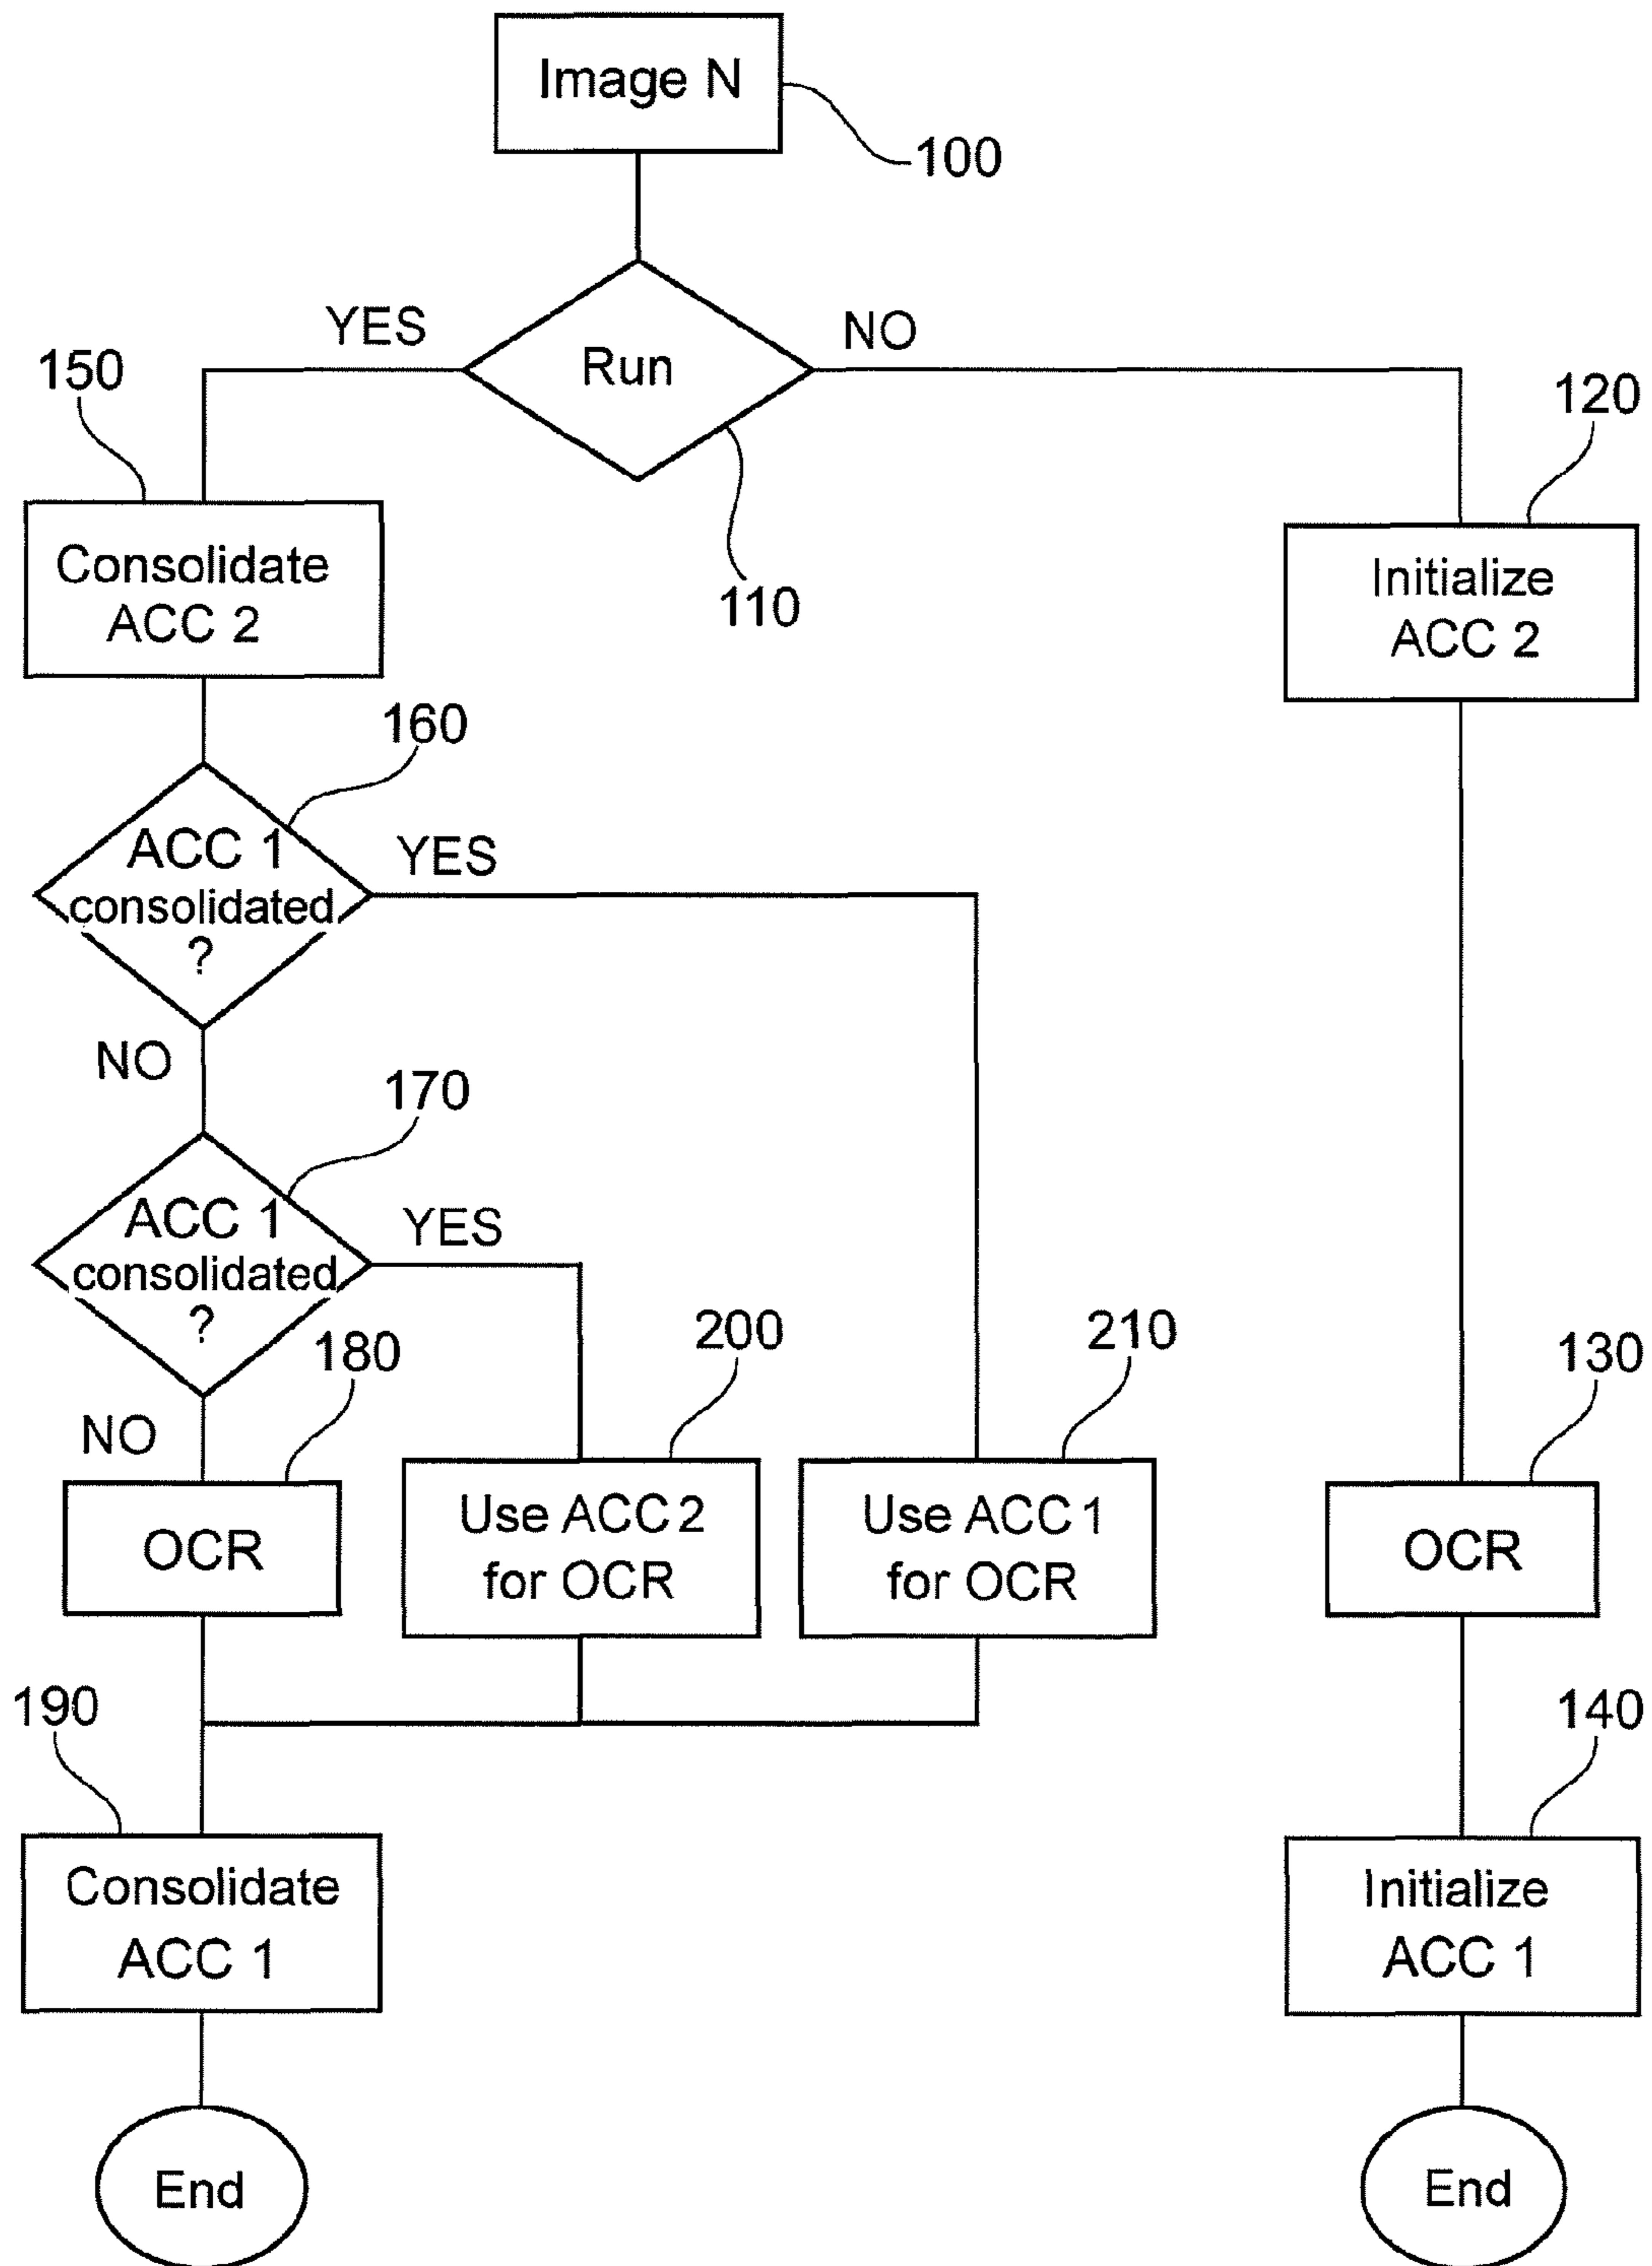 Image N
100
YES
Run
NO
150
120
Consolidate
ACC 2
110
Initialize
ACC 2
160
ACC 1
consolidated
?
YES
NO
170
ACC 1
consolidated
?
YES
180
200
210
130
NO
OCR
Use ACC 2
for OCR
Use ACC 1
for OCR
OCR
190
140
Consolidate
ACC 1
Initialize
ACC 1
End
End